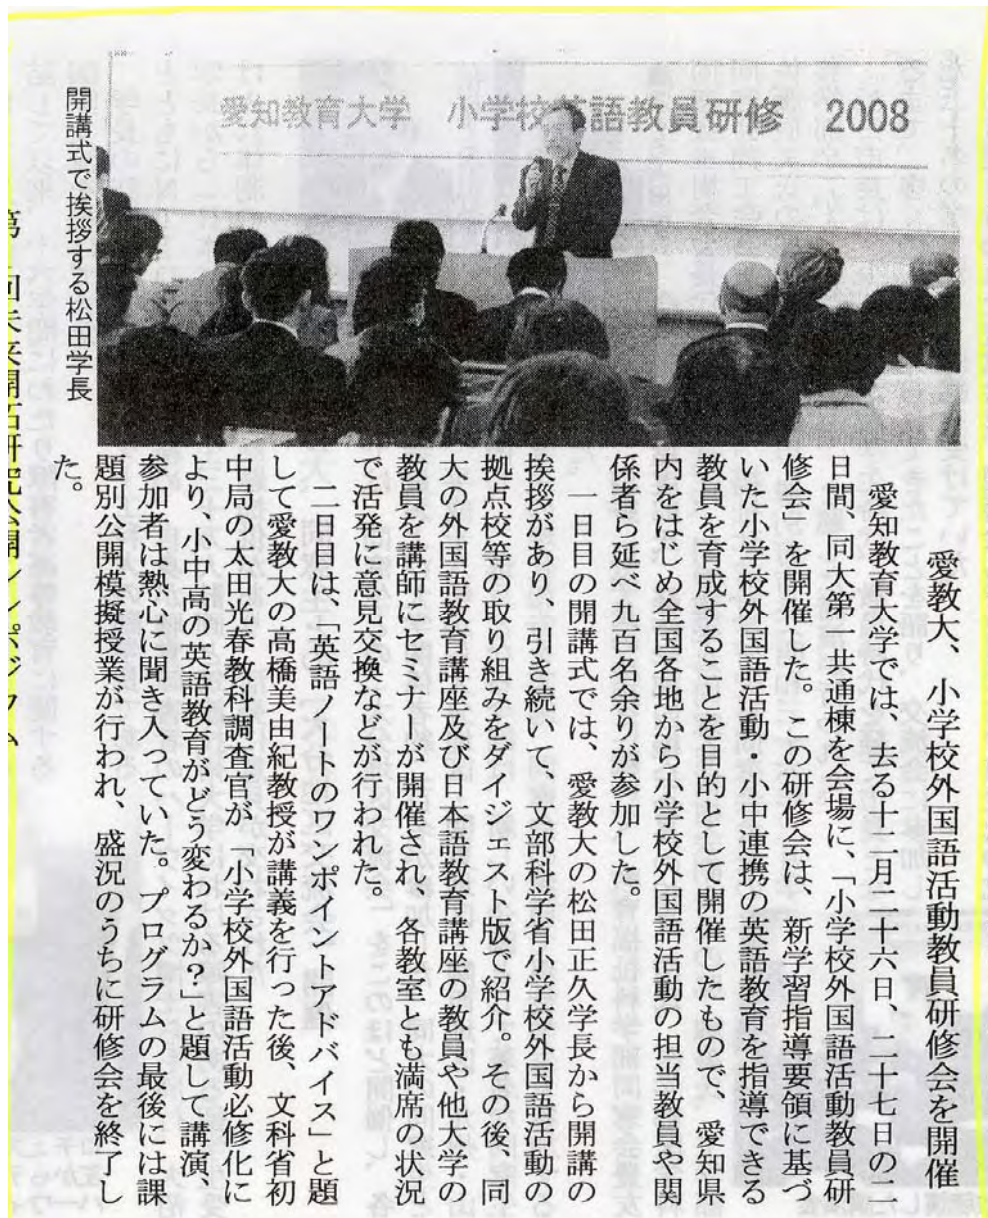 愛知教育大学　小学校英語教員研修　2008
開講式で挨拶する松田学長
愛教大、小学校外国語活動教員研修会を開催
愛知教育大学では、去る十二月二十六日、二十七日の二
日間、同大第一共通棟を会場に、「小学校外国語活動教員研
修会」を開催した。この研修会は、新学習指導要領に基づ
いた小学校外国語活動・小中連携の英語教育を指導できる
教員を育成することを目的として開催したもので、愛知県
内をはじめ全国各地から小学校外国語活動の担当教員や関
係者ら延べ九百名余りが参加した。
一日目の開講式では、愛教大の松田正久学長から開講の
挨拶があり、引き続いて、文部科学省小学校外国語活動の
拠点校等の取り組みをダイジェスト版で紹介。その後、同
大の外国語教育講座及び日本語教育講座の教員や他大学の
教員を講師にセミナーが開催され、各教室とも満席の状況
で活発に意見交換などが行われた。
二日目は、「英語ノートのワンポイントアドバイス」と題
して愛教大の高橋美由紀教授が講義を行った後、文科省初
中局の太田光春教科調査官が「小学校外国語活動必修化に
より、小中高の英語教育がどう変わるか？」と題して講演、
参加者は熱心に聞き入っていた。プログラムの最後には課
題別公開模擬授業が行われ、盛況のうちに研修会を終了し
た。